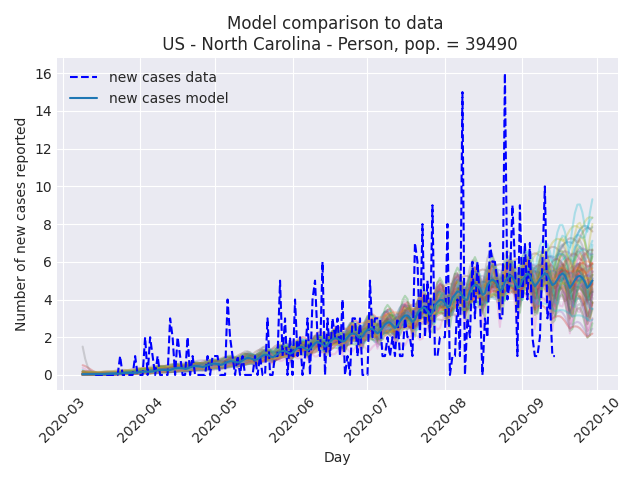 Model comparison to data
US - North Carolina - Person, pop. = 39490
new cases data
new cases model
Number of new cases reported
16
14
12
10
8
6
4
2
0
2020-03
2020-04
2020-05
2020-06
2020-07
2020-08
2020-09
2020-10
Day